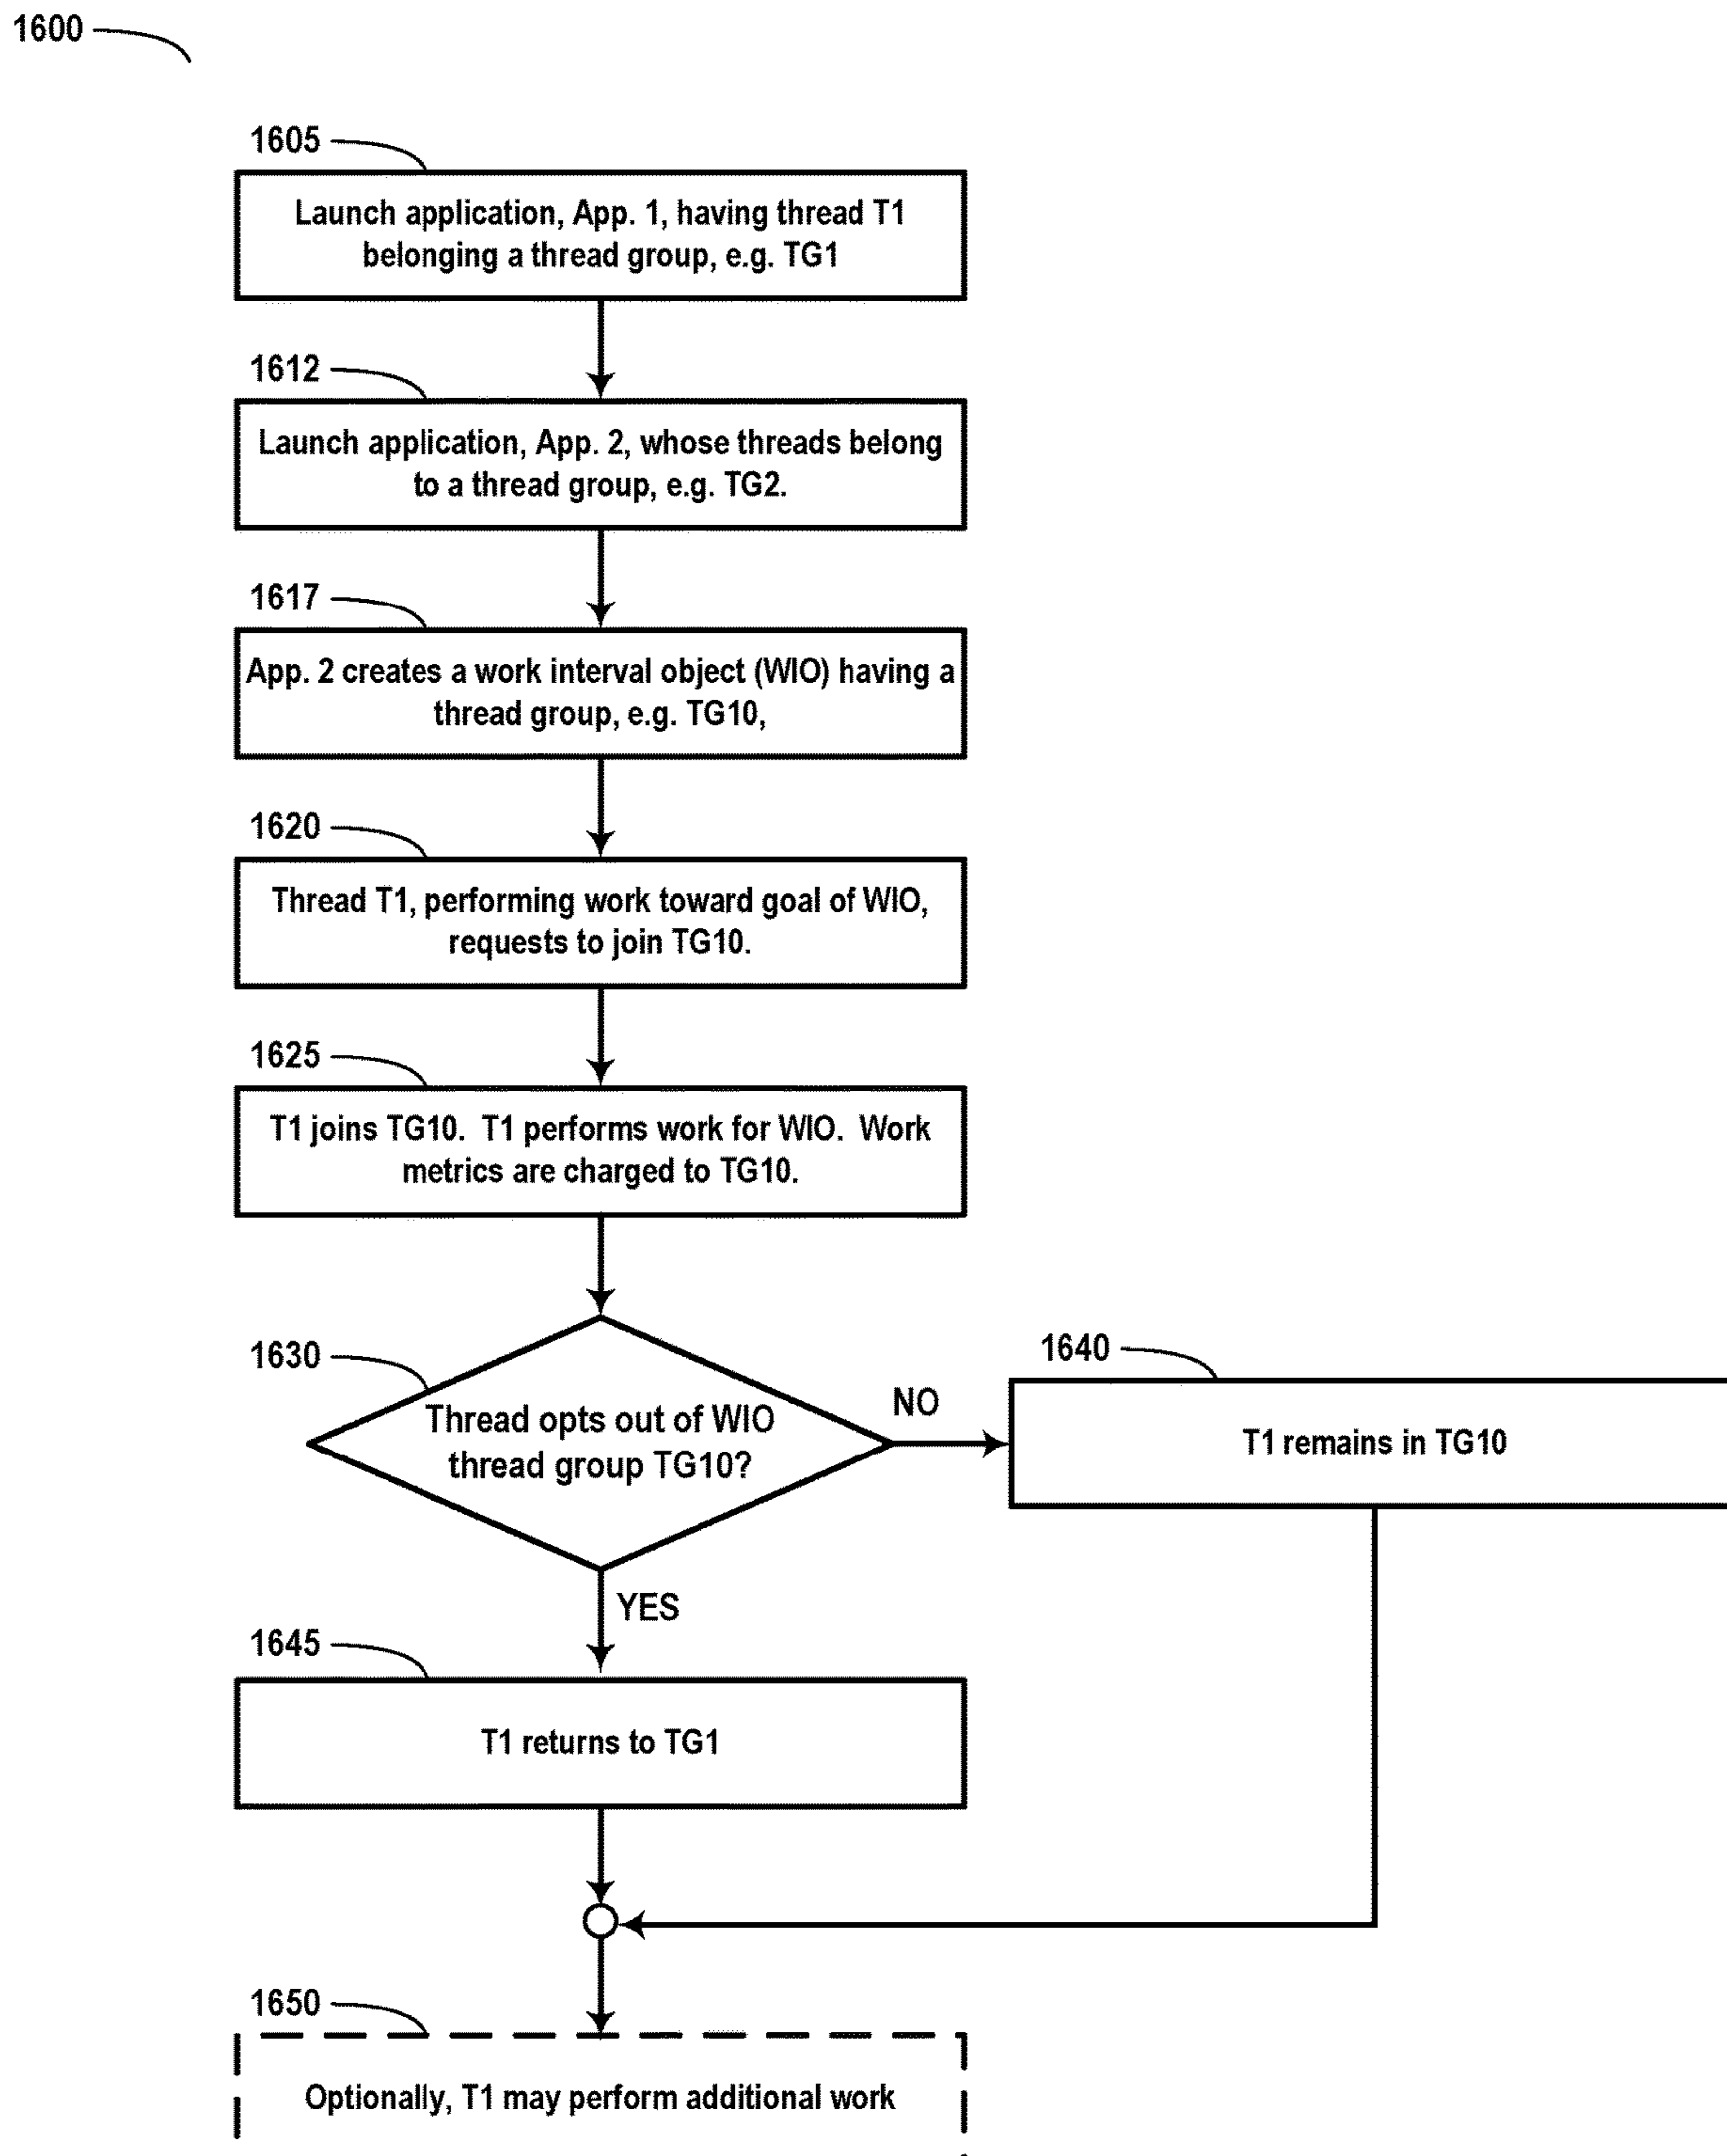 1600
1605
Launch application, App. 1, having thread T1
belonging a thread group, e.g. TG1
1612
Launch application, App. 2, whose threads belong
to a thread group, e.g. TG2.
1617
App. 2 creates a work interval object (WIO) having a
thread group, e.g. TG10,
1620
Thread T1, performing work toward goal of WIO,
requests to join TG10.
1625
T1 joins TG10. T1 performs work for WIO. Work
metrics are charged to TG10.
1630
Thread opts out of WIO
thread group TG10?
NO
1640
T1 remains in TG10
YES
1645
T1 returns to TG1
1650
Optionally, T1 may perform additional work